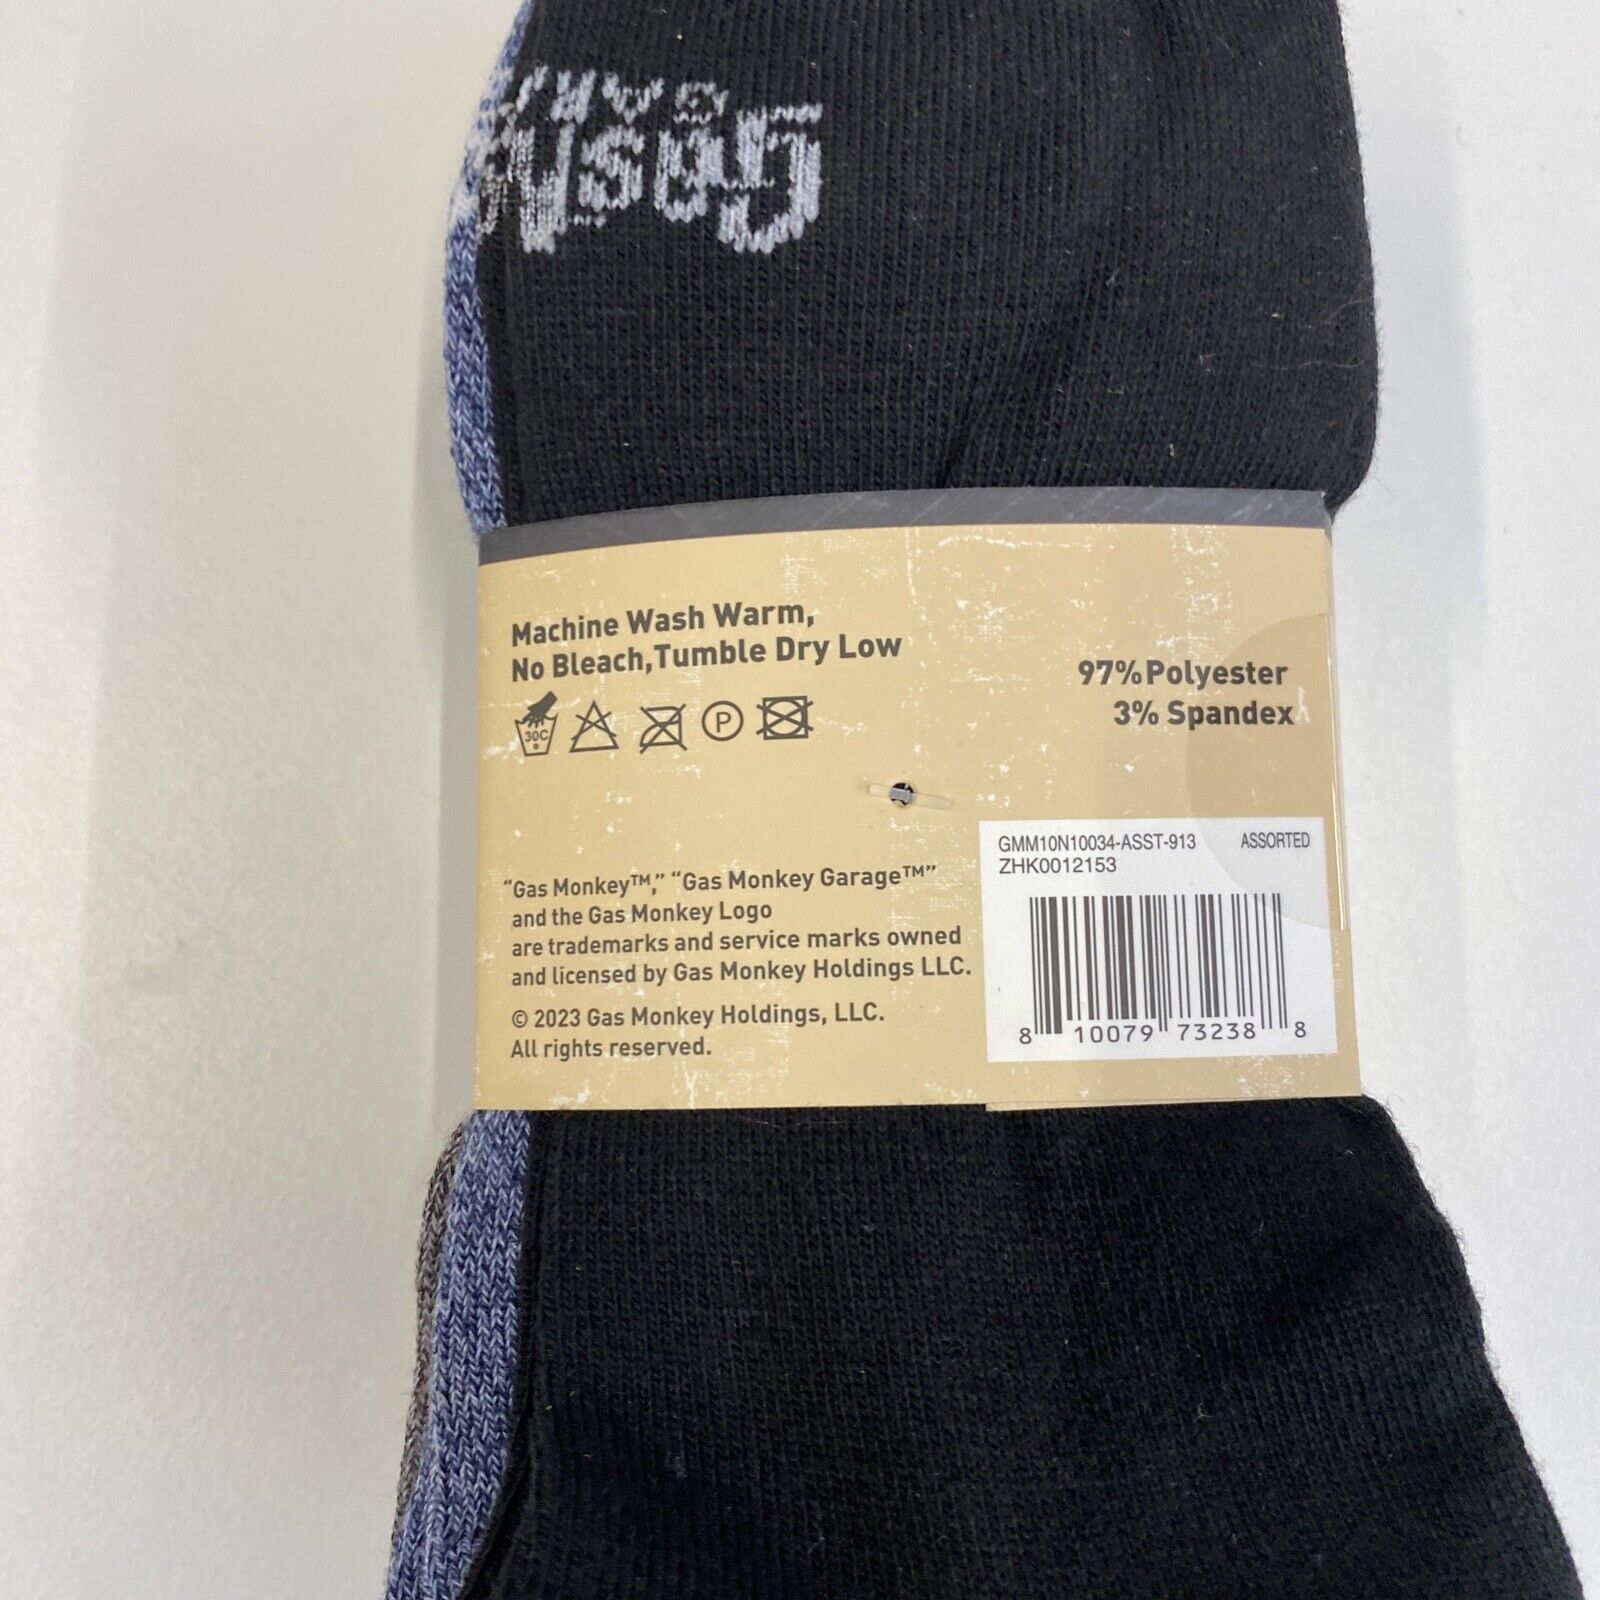 Gas
Machine Wash Warm,
No Bleach,Tumble Dry Low
30C
P
97% Polyester
3% Spandex
GMM10N10034-ASST-913 ASSORTED
ZHK0012153
8 10079 73238 8
“Gas Monkey™,” “Gas Monkey Garage™”
and the Gas Monkey Logo
are trademarks and service marks owned
and licensed by Gas Monkey Holdings LLC.
© 2023 Gas Monkey Holdings, LLC.
All rights reserved.